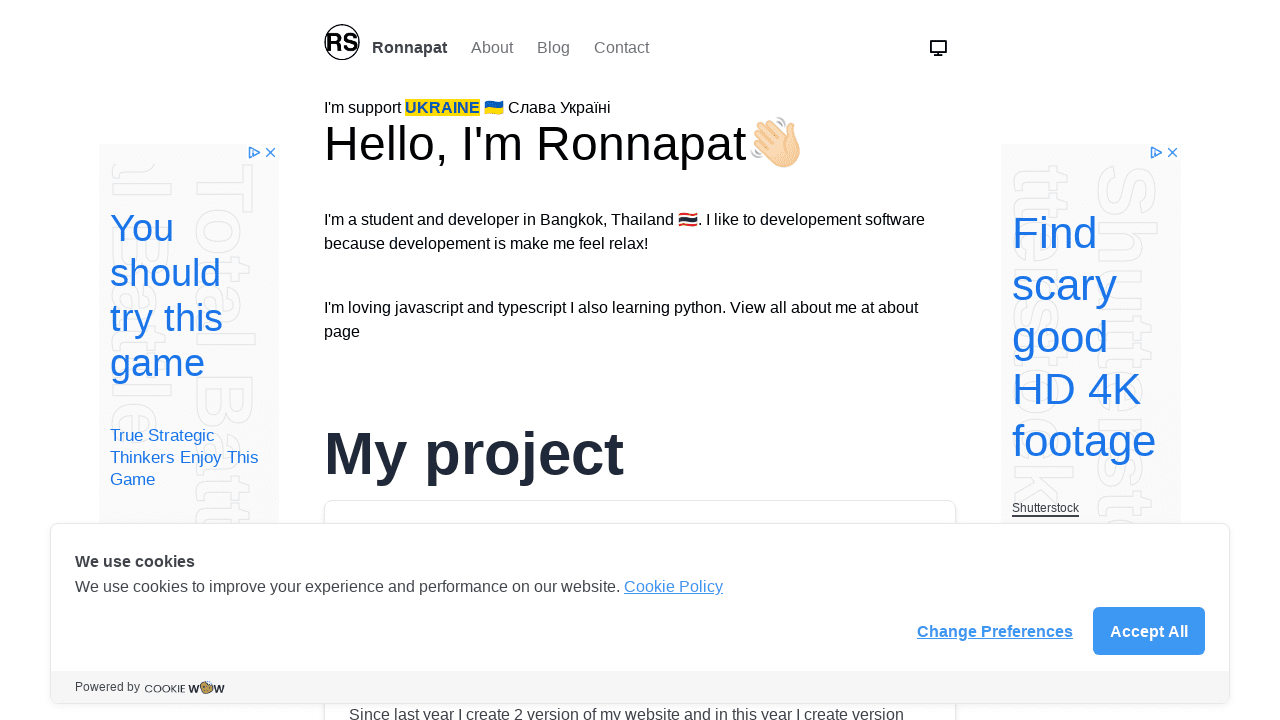 RS
Ronnapat About Blog Contact
I'm support UKRAINE 🇺🇦 Слава Україні
Hello, I'm Ronnapat👋🏻
I'm a student and developer in Bangkok, Thailand 🇹🇭. I like to developement software
because developement is make me feel relax!
I'm loving javascript and typescript I also learning python. View all about me at about
page
My project
You
should
try this
game
True Strategic
Thinkers Enjoy This
Game
Total Batt
Find
scary
good
HD 4K
footage
Shutterstock
Shutterst
We use cookies
We use cookies to improve your experience and performance on our website. Cookie Policy
Change Preferences Accept All
Powered by COOKIE WOW
Since last year I create 2 version of my website and in this year I create version